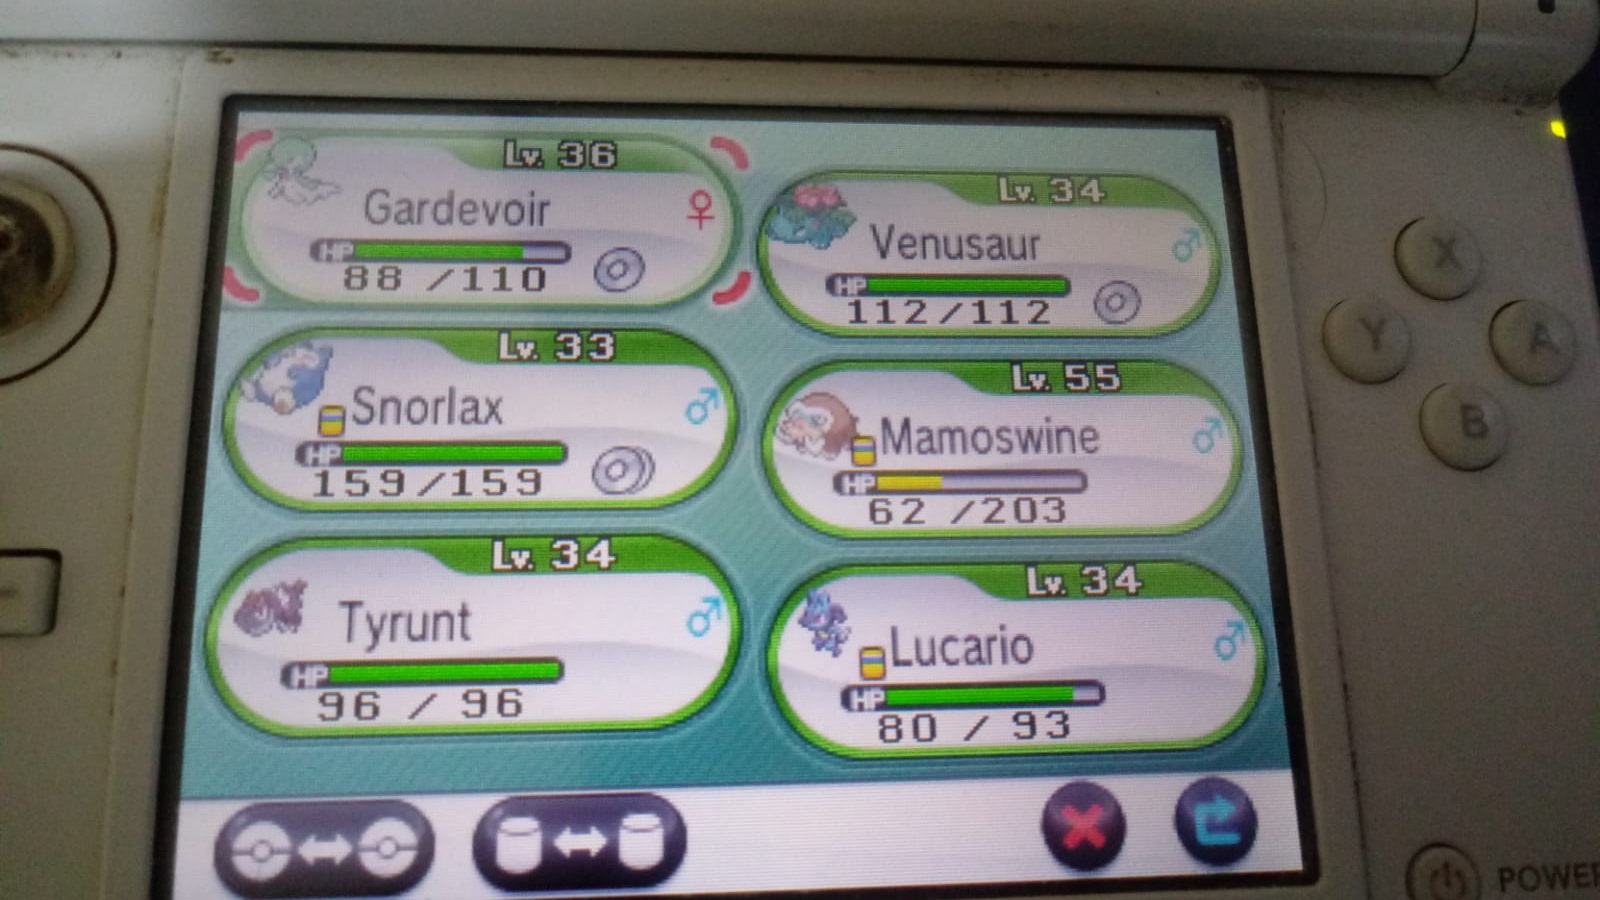 Lv. 36
Gardevoir ♀
HP
88 /110
Lv. 34
Venusaur ♂
HP
112/112
Lv. 33
Snorlax ♂
HP
159/159
Lv. 55
Mamoswine ♂
HP
62 /203
Lv. 34
Tyrunt ♂
HP
96 / 96
Lv. 34
Lucario ♂
HP
80 / 93
X
Y
A
B
POWER